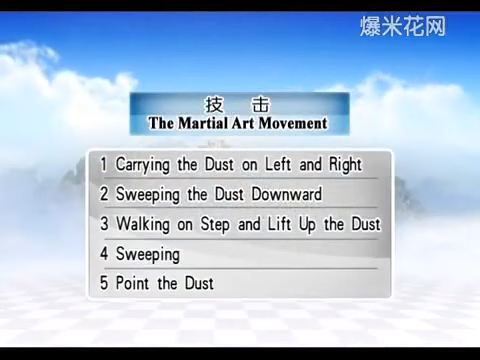 爆米花网
技 击
The Martial Art Movement
1 Carrying the Dust on Left and Right
2 Sweeping the Dust Downward
3 Walking on Step and Lift Up the Dust
4 Sweeping
5 Point the Dust